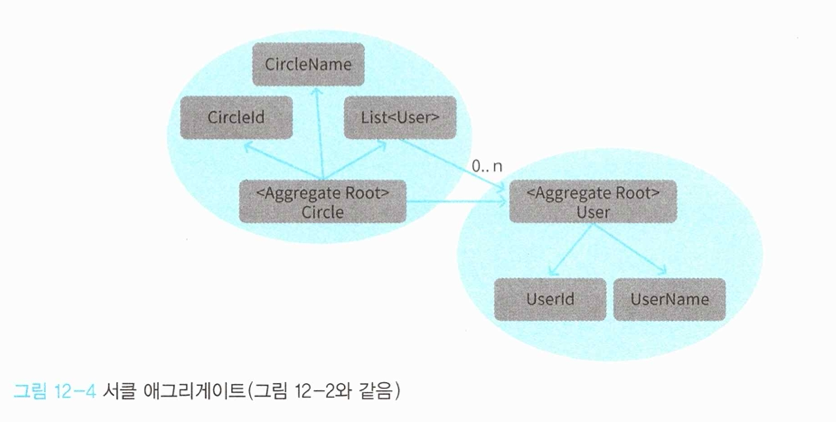 CircleName
CircleId
List<User>
0..n
<Aggregate Root>
Circle
<Aggregate Root>
User
UserId
UserName
그림 12-4 서클 애그리게이트(그림 12-2와 같음)